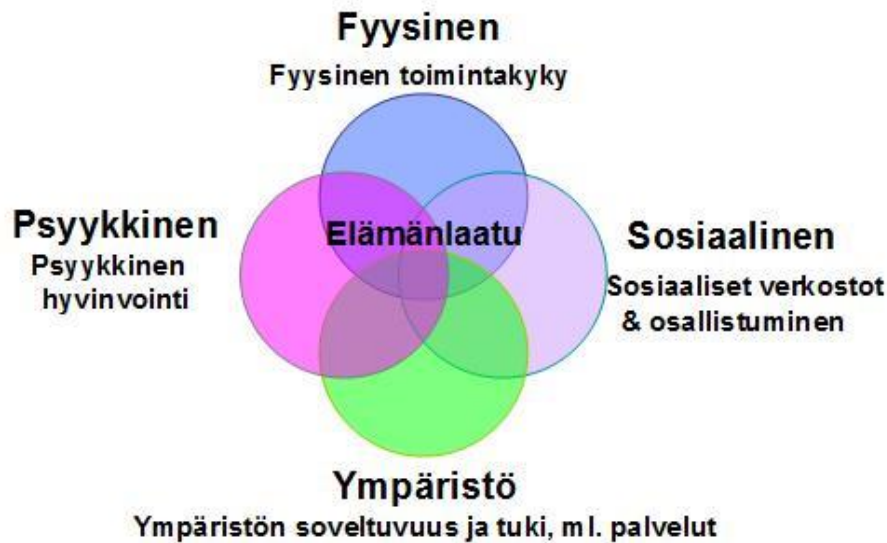 Fyysinen
Fyysinen toimintakyky
Psyykkinen
Psyykkinen
hyvinvointi
Elämänlaatu
Sosiaalinen
Sosiaaliset verkostot
& osallistuminen
Ympäristö
Ympäristön soveltuvuus ja tuki, ml. palvelut